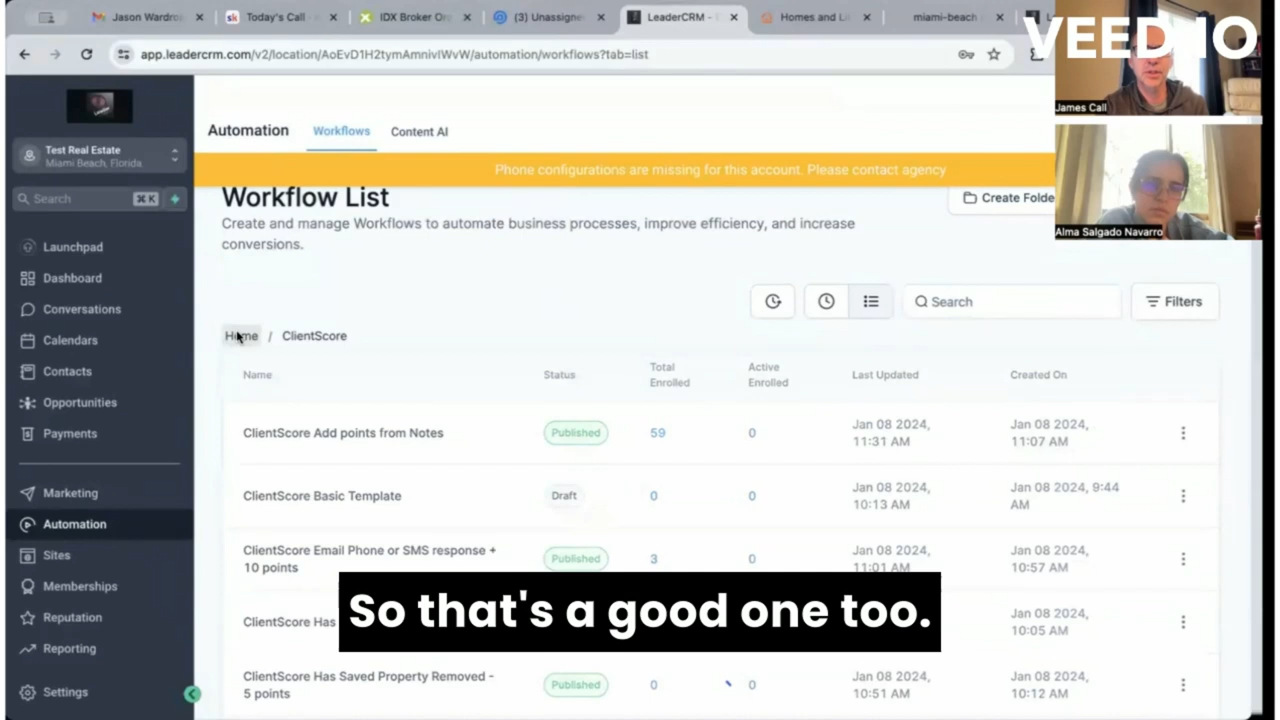 Jason Wardro
Today's Call -
IDX Broker Or
(3) Unassigne
LeaderCRM - 
Homes and Li
miami-beach
app.leadercrm.com/v2/location/AoEvD1H2tymAmnivIWvW/automation/workflows?tab=list
VEED.IO
James Call
Alma Salgado Navarro
Test Real Estate
Miami Beach, Florida
Search
⌘ K
Launchpad
Dashboard
Conversations
Calendars
Contacts
Opportunities
Payments
Marketing
Automation
Sites
Memberships
Reputation
Reporting
Settings
Automation
Workflows
Content AI
Phone configurations are missing for this account. Please contact agency
Workflow List
Create Folde
Create and manage Workflows to automate business processes, improve efficiency, and increase
conversions.
Search
Filters
Home / ClientScore
Name
Status
Total
Enrolled
Active
Enrolled
Last Updated
Created On
ClientScore Add points from Notes
Published
59
0
Jan 08 2024,
11:31 AM
Jan 08 2024,
11:07 AM
ClientScore Basic Template
Draft
0
0
Jan 08 2024,
10:13 AM
Jan 08 2024, 9:44
AM
ClientScore Email Phone or SMS response +
10 points
Published
3
0
Jan 08 2024,
11:01 AM
Jan 08 2024,
10:57 AM
ClientScore Has
Jan 08 2024,
10:05 AM
So that's a good one too.
ClientScore Has Saved Property Removed -
5 points
Published
0
0
Jan 08 2024,
10:51 AM
Jan 08 2024,
10:12 AM